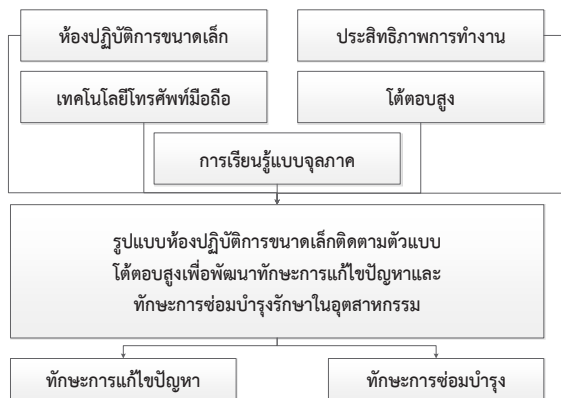 ห้องปฏิบัติการขนาดเล็ก
ประสิทธิภาพการทำงาน
เทคโนโลยีโทรศัพท์มือถือ
โต้ตอบสูง
การเรียนรู้แบบจุลภาค
รูปแบบห้องปฏิบัติการขนาดเล็กติดตามตัวแบบ
โต้ตอบสูงเพื่อพัฒนาทักษะการแก้ไขปัญหาและ
ทักษะการซ่อมบำรุงรักษาในอุตสาหกรรม
ทักษะการแก้ไขปัญหา
ทักษะการซ่อมบำรุง